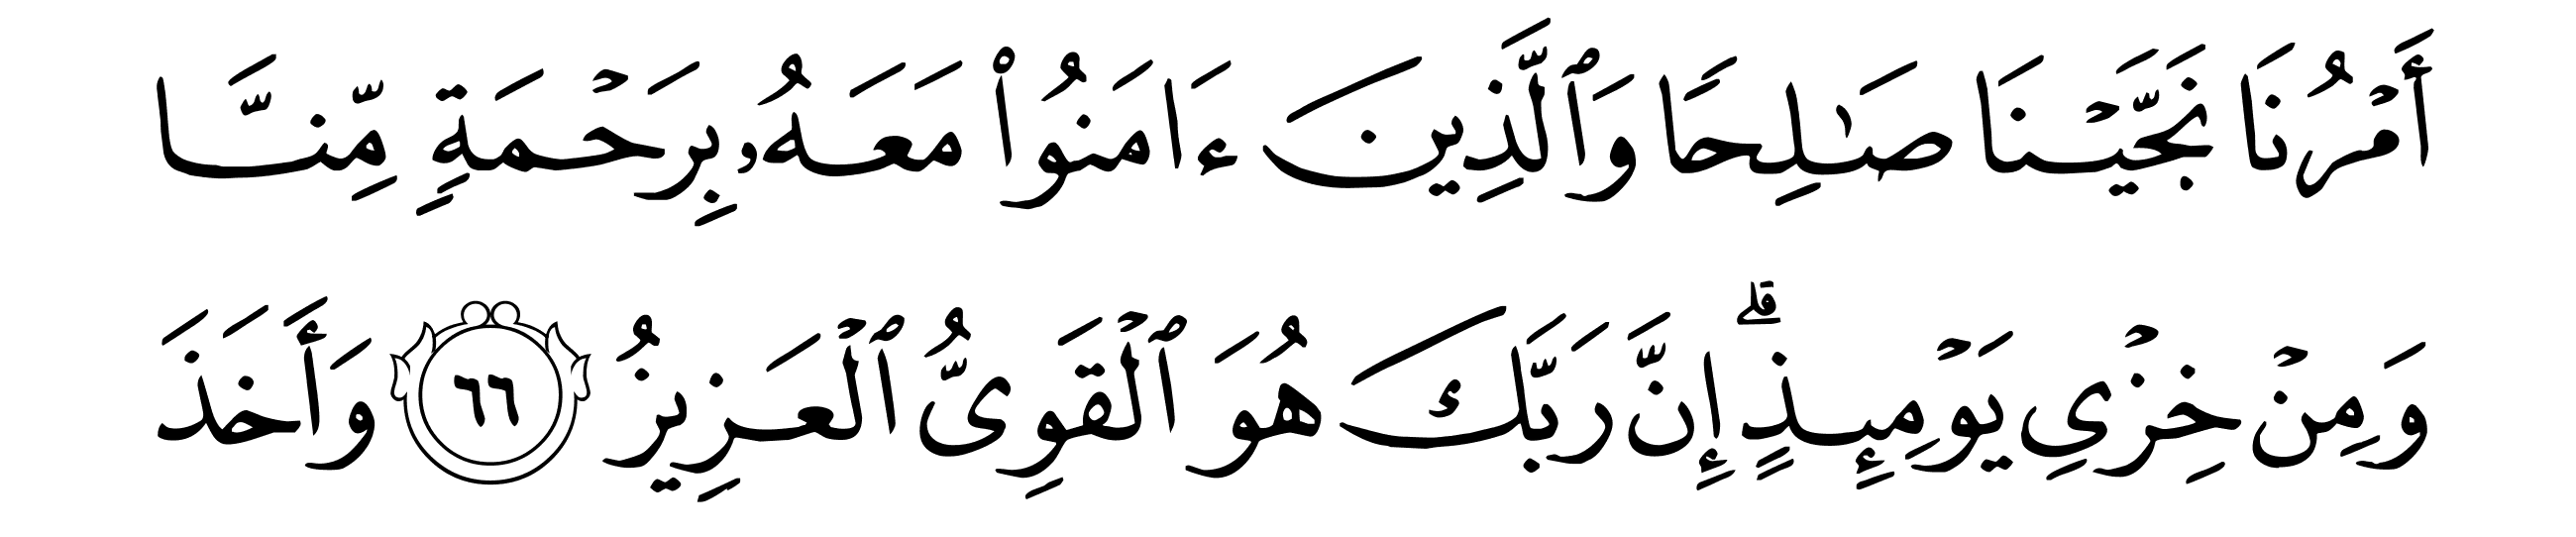 أَمۡرُنَا نَجَّيۡنَا صَٰلِحٗا وَٱلَّذِينَ ءَامَنُواْ مَعَهُۥ بِرَحۡمَةٖ مِّنَّا
وَمِنۡ خِزۡيِ يَوۡمِئِذٍۚ إِنَّ رَبَّكَ هُوَ ٱلۡقَوِيُّ ٱلۡعَزِيزُ ٦٦ وَأَخَذَ